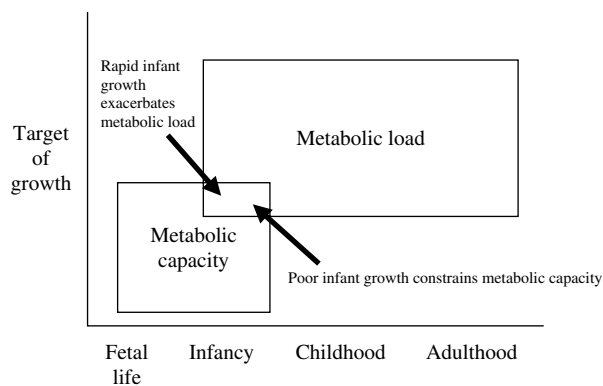 Rapid infant
growth
exacerbates
metabolic load
Metabolic load
Target
of
growth
Metabolic
capacity
Poor infant growth constrains metabolic capacity
Fetal
life
Infancy
Childhood
Adulthood